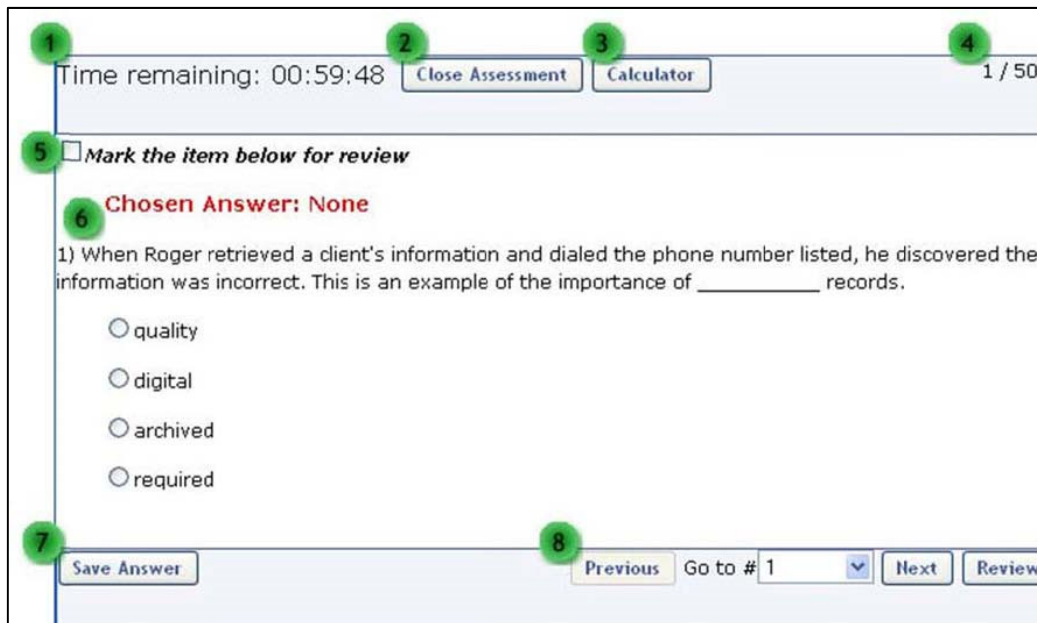 1 2 3 4
Time remaining: 00:59:48 Close Assessment Calculator 1 / 50
5 Mark the item below for review
6 Chosen Answer: None
1) When Roger retrieved a client's information and dialed the phone number listed, he discovered the
information was incorrect. This is an example of the importance of ___________ records.
quality
digital
archived
required
7 8
Save Answer Previous Go to # 1 Next Review